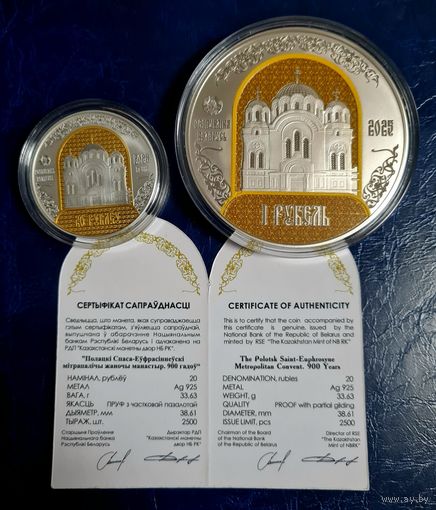 2025
1 РУБЕЛЬ
20 РУБЛЁЎ
СЕРТЫФІКАТ САПРАЎДНАСЦІ
Сведчыць, што манета, якая суправаджаецца
гэтым сертыфікатам, з'яўляецца сапраўднай,
выпушчана ў абарачэнне Нацыянальным
банкам Рэспублікі Беларусь і адчаканена на
РДП "Казахстанскі манетны двор НБ РК".
"Полацкі Спаса-Еўфрасіннеўскі
мітрапалічы жаночы манастыр. 900 гадоў"
НАМІНАЛ, рублёў 20
МЕТАЛ Ag 925
ВАГА, г 33.63
ЯКАСЦЬ ПРУФ з частковай пазалотай
ДЫЯМЕТР, мм 38.61
ТЫРАЖ, шт. 2500
Старшыня Праўлення
Нацыянальнага банка
Рэспублікі Беларусь
Дырэктар РДП
"Казахстанскі манетны
двор НБ РК"
CERTIFICATE OF AUTHENTICITY
This is to certify that the coin, accompanied by
this certificate is genuine, issued by the
National Bank of the Republic of Belarus and
minted by RSE "The Kazakhstan Mint of NB RK"
The Polotsk Saint-Euphrosyne
Metropolitan Convent. 900 Years
DENOMINATION, rubles 20
METAL Ag 925
WEIGHT, G 33.63
QUALITY PROOF with partial gilding
DIAMETER, mm 38.61
ISSUE LIMIT, pcs 2500
Chairman of the Board
of the National Bank
of the Republic of Belarus
Director of RSE
"The Kazakhstan
Mint of NBRK"
www.ay.by